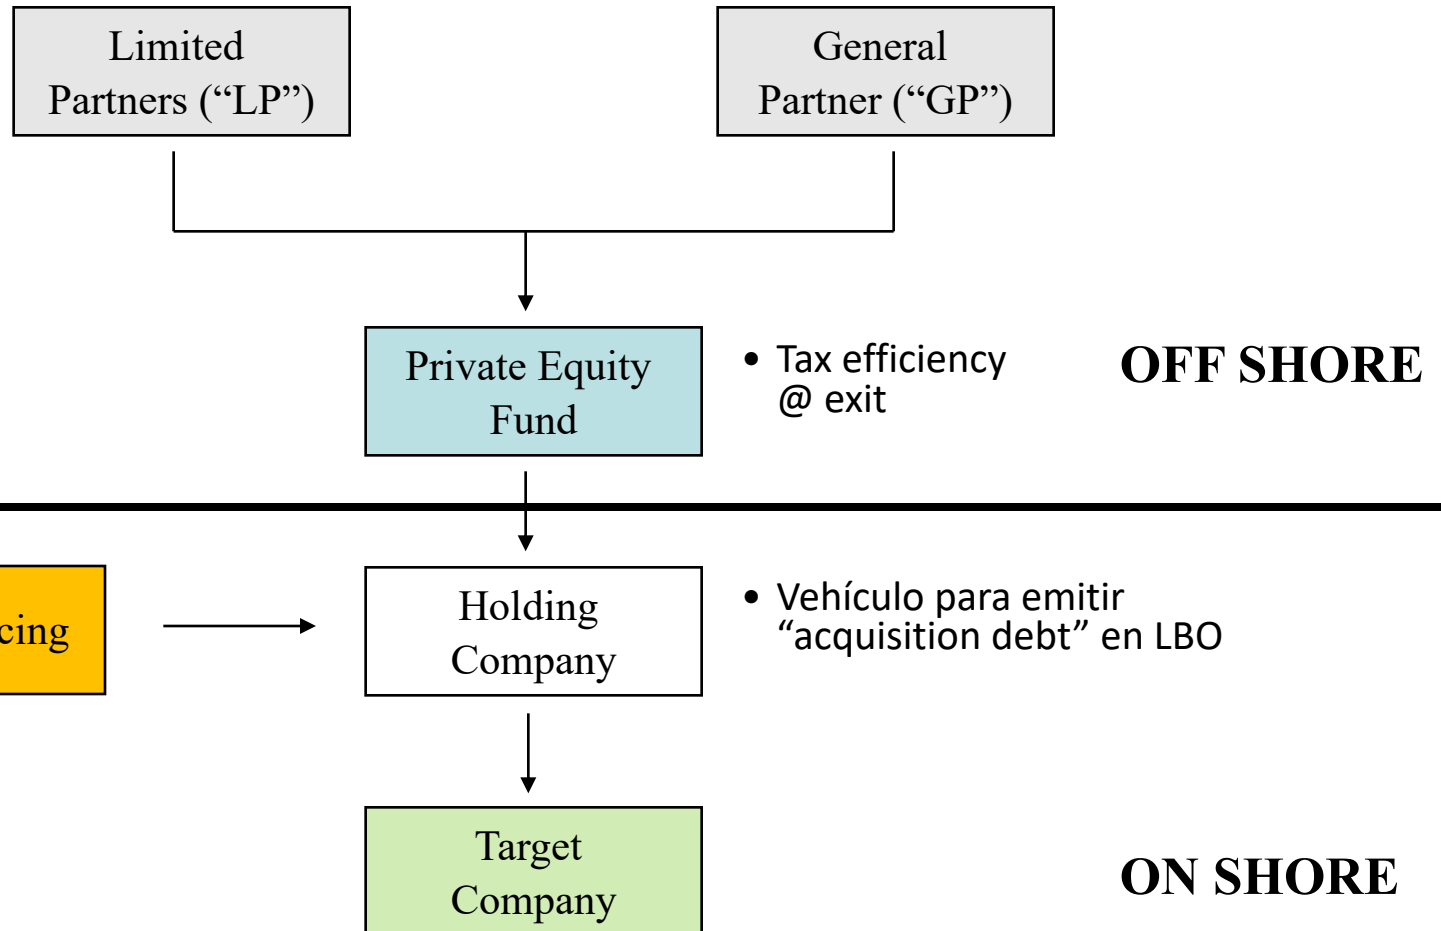 Limited
Partners (“LP”)
General
Partner (“GP”)
Private Equity
Fund
• Tax efficiency
@ exit
OFF SHORE
cing
Holding
Company
• Vehículo para emitir
“acquisition debt” en LBO
Target
Company
ON SHORE